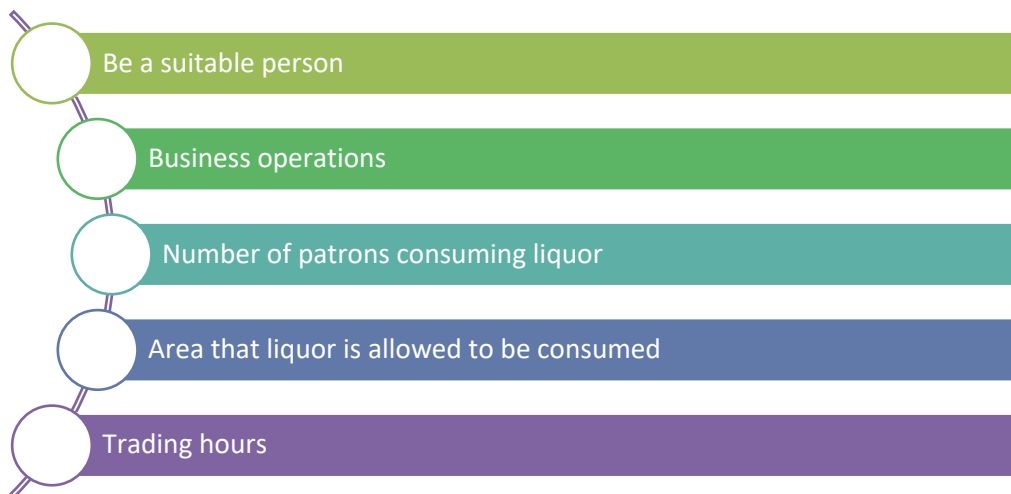 Be a suitable person
Business operations
Number of patrons consuming liquor
Area that liquor is allowed to be consumed
Trading hours